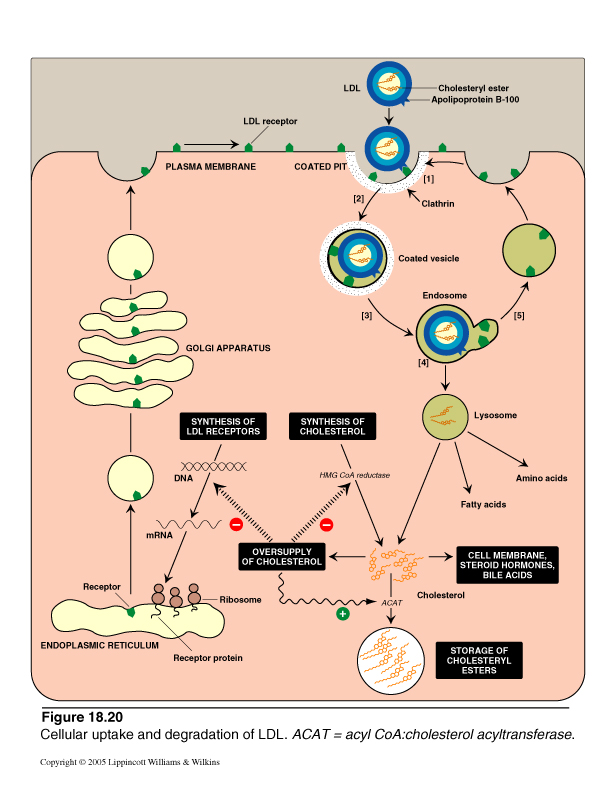 LDL
Cholesteryl ester
Apolipoprotein B-100
LDL receptor
PLASMA MEMBRANE
COATED PIT
[1]
[2]
Clathrin
Coated vesicle
Endosome
[3]
[5]
[4]
GOLGI APPARATUS
Lysosome
SYNTHESIS OF
LDL RECEPTORS
SYNTHESIS OF
CHOLESTEROL
DNA
HMG CoA reductase
Amino acids
Fatty acids
mRNA
OVERSUPPLY
OF CHOLESTEROL
CELL MEMBRANE,
STEROID HORMONES,
BILE ACIDS
Receptor
Ribosome
Cholesterol
ACAT
ENDOPLASMIC RETICULUM
Receptor protein
STORAGE OF
CHOLESTERYL
ESTERS
Figure 18.20
Cellular uptake and degradation of LDL. ACAT = acyl CoA:cholesterol acyltransferase.
Copyright © 2005 Lippincott Williams & Wilkins